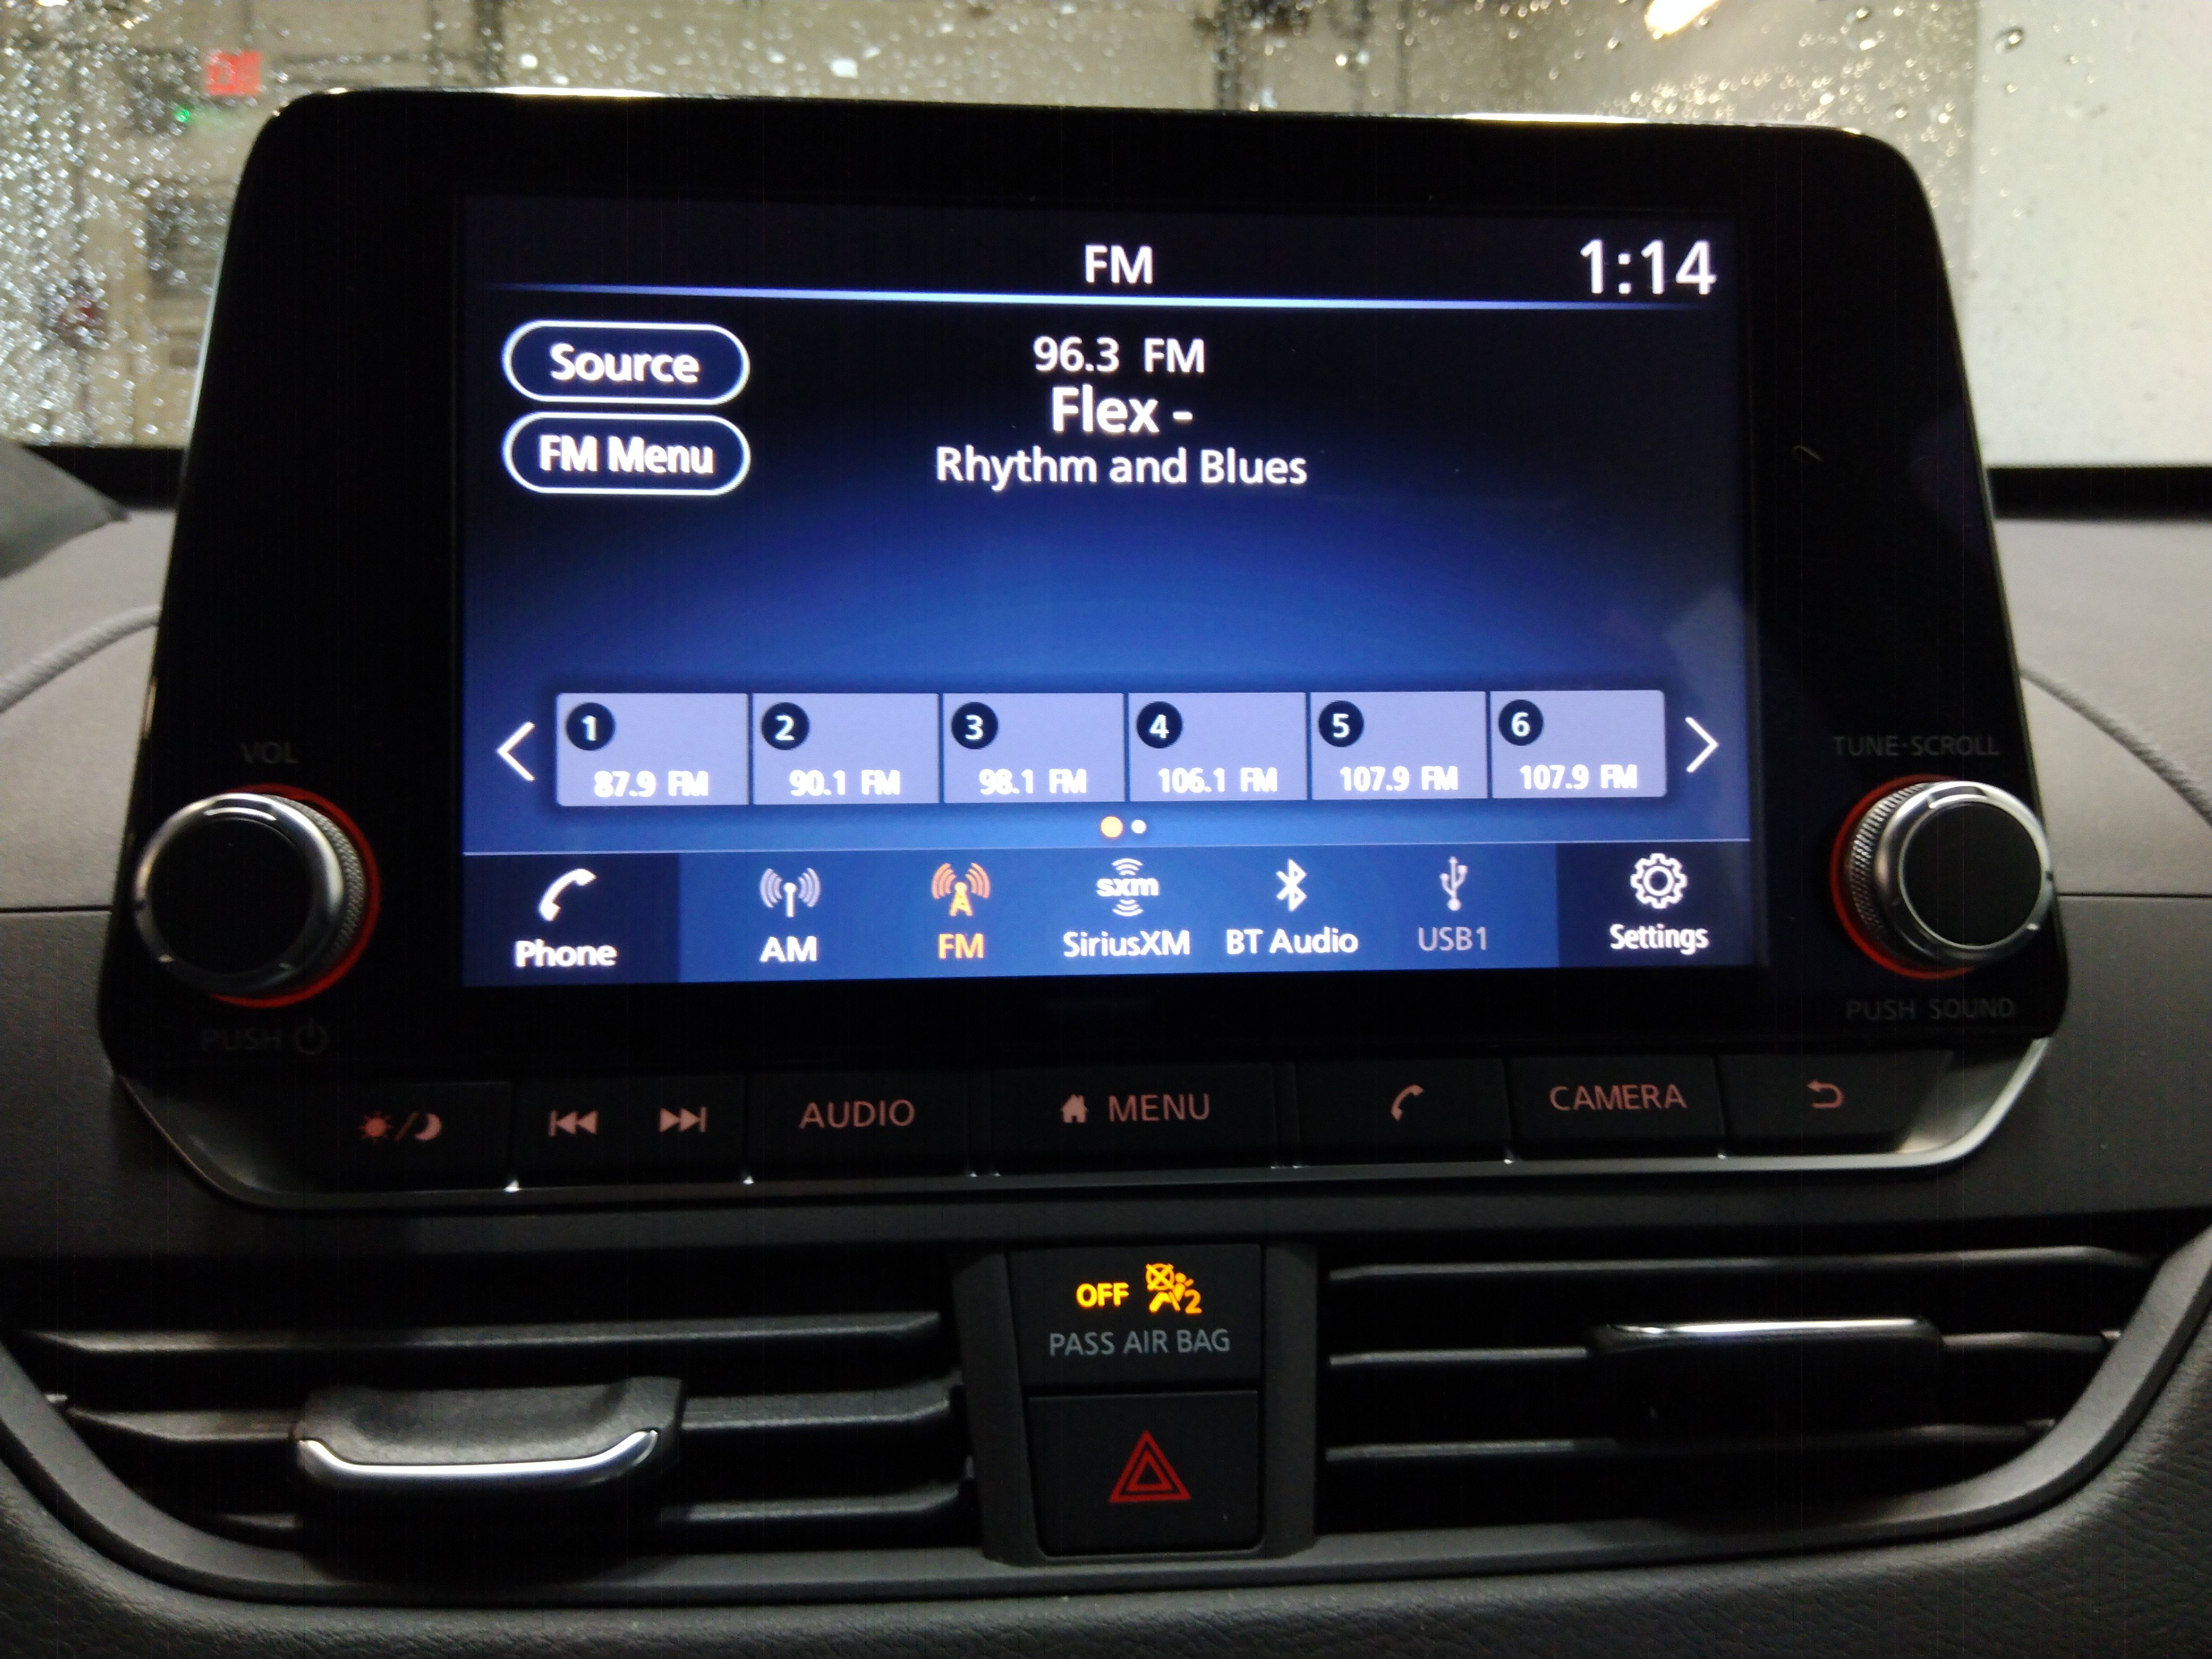 FM
1:14
Source
96.3 FM
Flex -
FM Menu
Rhythm and Blues
1
2
3
4
5
6
87.9 FM
90.1 FM
98.1 FM
106.1 FM
107.9 FM
107.9 FM
VOL
TUNE·SCROLL
sxm
Phone
AM
FM
SiriusXM
BT Audio
USB1
Settings
PUSH
PUSH SOUND
AUDIO
MENU
CAMERA
OFF
2
PASS AIR BAG